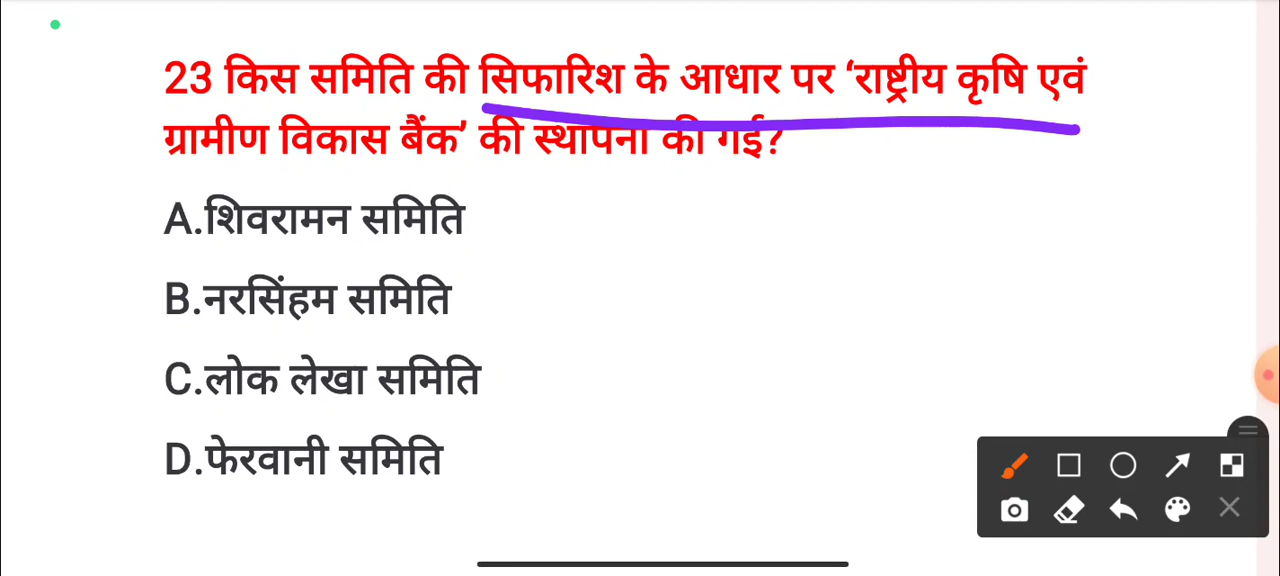 23 किस समिति की सिफारिश के आधार पर ‘राष्ट्रीय कृषि एवं
ग्रामीण विकास बैंक’ की स्थापना की गई?
A.शिवरामन समिति
B.नरसिंहम समिति
C.लोक लेखा समिति
D.फेरवानी समिति